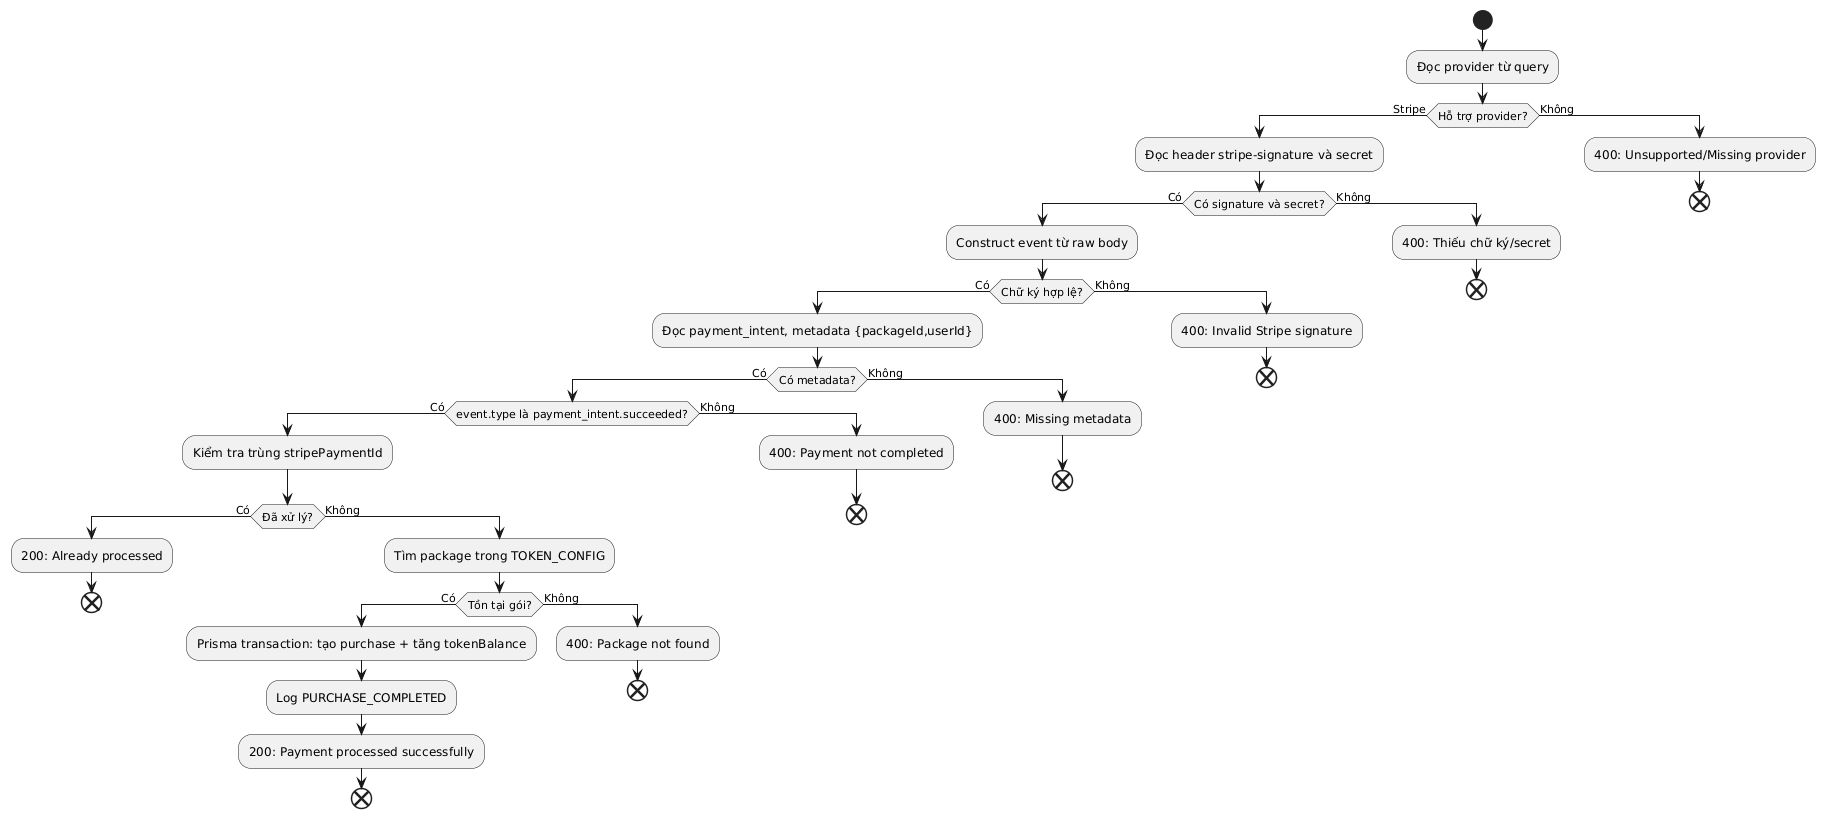 Đọc provider từ query
Stripe
Hỗ trợ provider?
Không
Đọc header stripe-signature và secret
400: Unsupported/Missing provider
Có
Có signature và secret?
Không
Construct event từ raw body
400: Thiếu chữ ký/secret
Có
Chữ ký hợp lệ?
Không
Đọc payment_intent, metadata {packageId,userId}
400: Invalid Stripe signature
Có
Có metadata?
Không
Có
event.type là payment_intent.succeeded?
Không
400: Missing metadata
Kiểm tra trùng stripePaymentId
400: Payment not completed
Có
Đã xử lý?
Không
200: Already processed
Tìm package trong TOKEN_CONFIG
Có
Tồn tại gói?
Không
Prisma transaction: tạo purchase + tăng tokenBalance
400: Package not found
Log PURCHASE_COMPLETED
200: Payment processed successfully